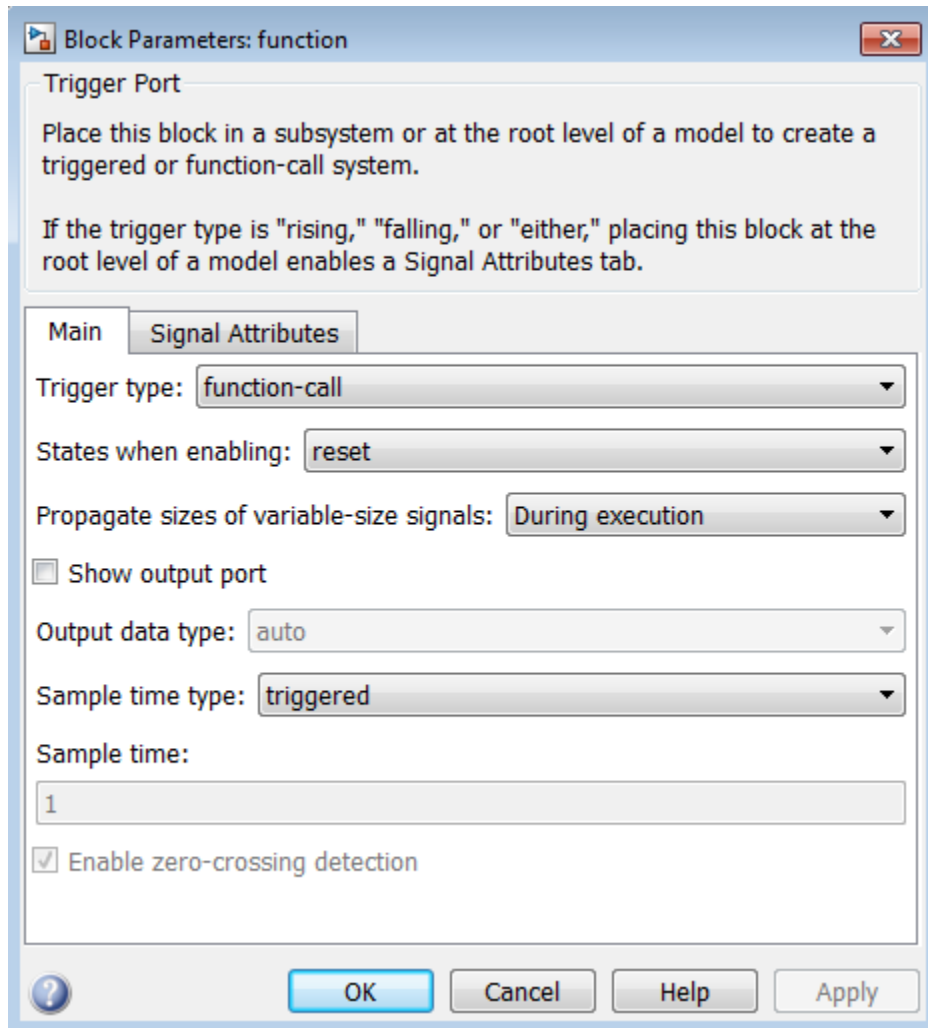 Block Parameters: function
Trigger Port
Place this block in a subsystem or at the root level of a model to create a
triggered or function-call system.
If the trigger type is "rising," "falling," or "either," placing this block at the
root level of a model enables a Signal Attributes tab.
Main
Signal Attributes
Trigger type: function-call
States when enabling: reset
Propagate sizes of variable-size signals: During execution
Show output port
Output data type: auto
Sample time type: triggered
Sample time:
1
Enable zero-crossing detection
? OK Cancel Help Apply